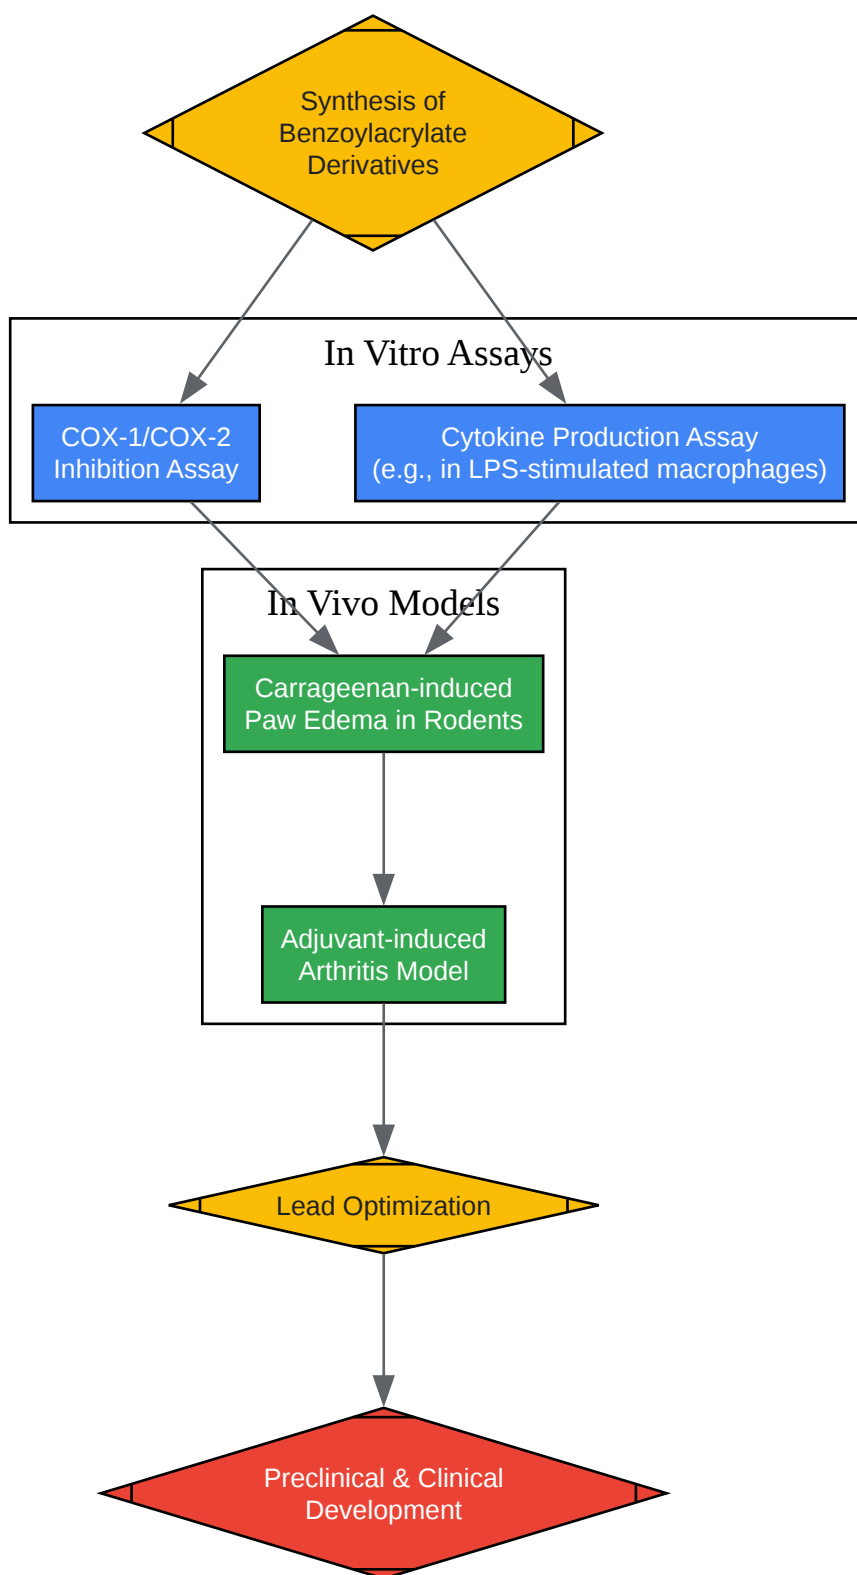 Synthesis of
Benzoylacrylate
Derivatives
In Vitro Assays
COX-1/COX-2
Inhibition Assay
Cytokine Production Assay
(e.g., in LPS-stimulated macrophages)
In Vivo Models
Carrageenan-induced
Paw Edema in Rodents
Adjuvant-induced
Arthritis Model
Lead Optimization
Preclinical & Clinical
Development